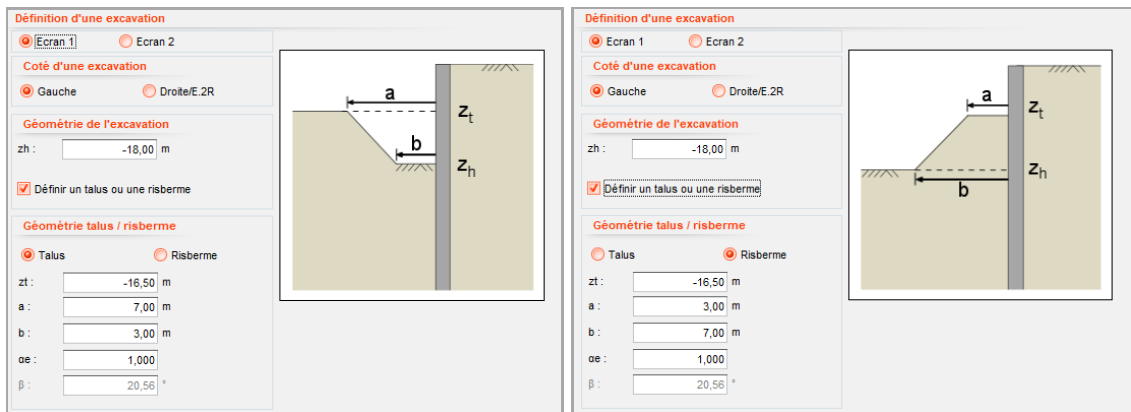 Définition d'une excavation
Ecran 1 Ecran 2
Coté d'une excavation
Gauche Droite/E.2R
Géométrie de l'excavation
zh : -18,00 m
Définir un talus ou une risberme
Géométrie talus / risberme
Talus Risberme
zt : -16,50 m
a : 7,00 m
b : 3,00 m
αe : 1,000
β : 20,56 °
a
zt
b
zh
Définition d'une excavation
Ecran 1 Ecran 2
Coté d'une excavation
Gauche Droite/E.2R
Géométrie de l'excavation
zh : -18,00 m
Définir un talus ou une risberme
Géométrie talus / risberme
Talus Risberme
zt : -16,50 m
a : 3,00 m
b : 7,00 m
αe : 1,000
β : 20,56 °
a
zt
zh
b